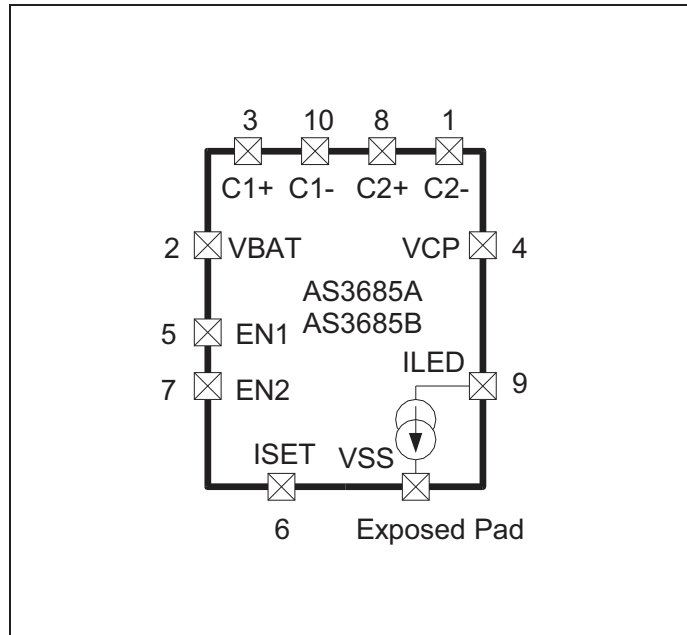 3 10 8 1
C1+ C1- C2+ C2-
2 VBAT VCP 4
AS3685A
AS3685B
5 EN1
ILED
7 EN2 9
ISET VSS
6 Exposed Pad